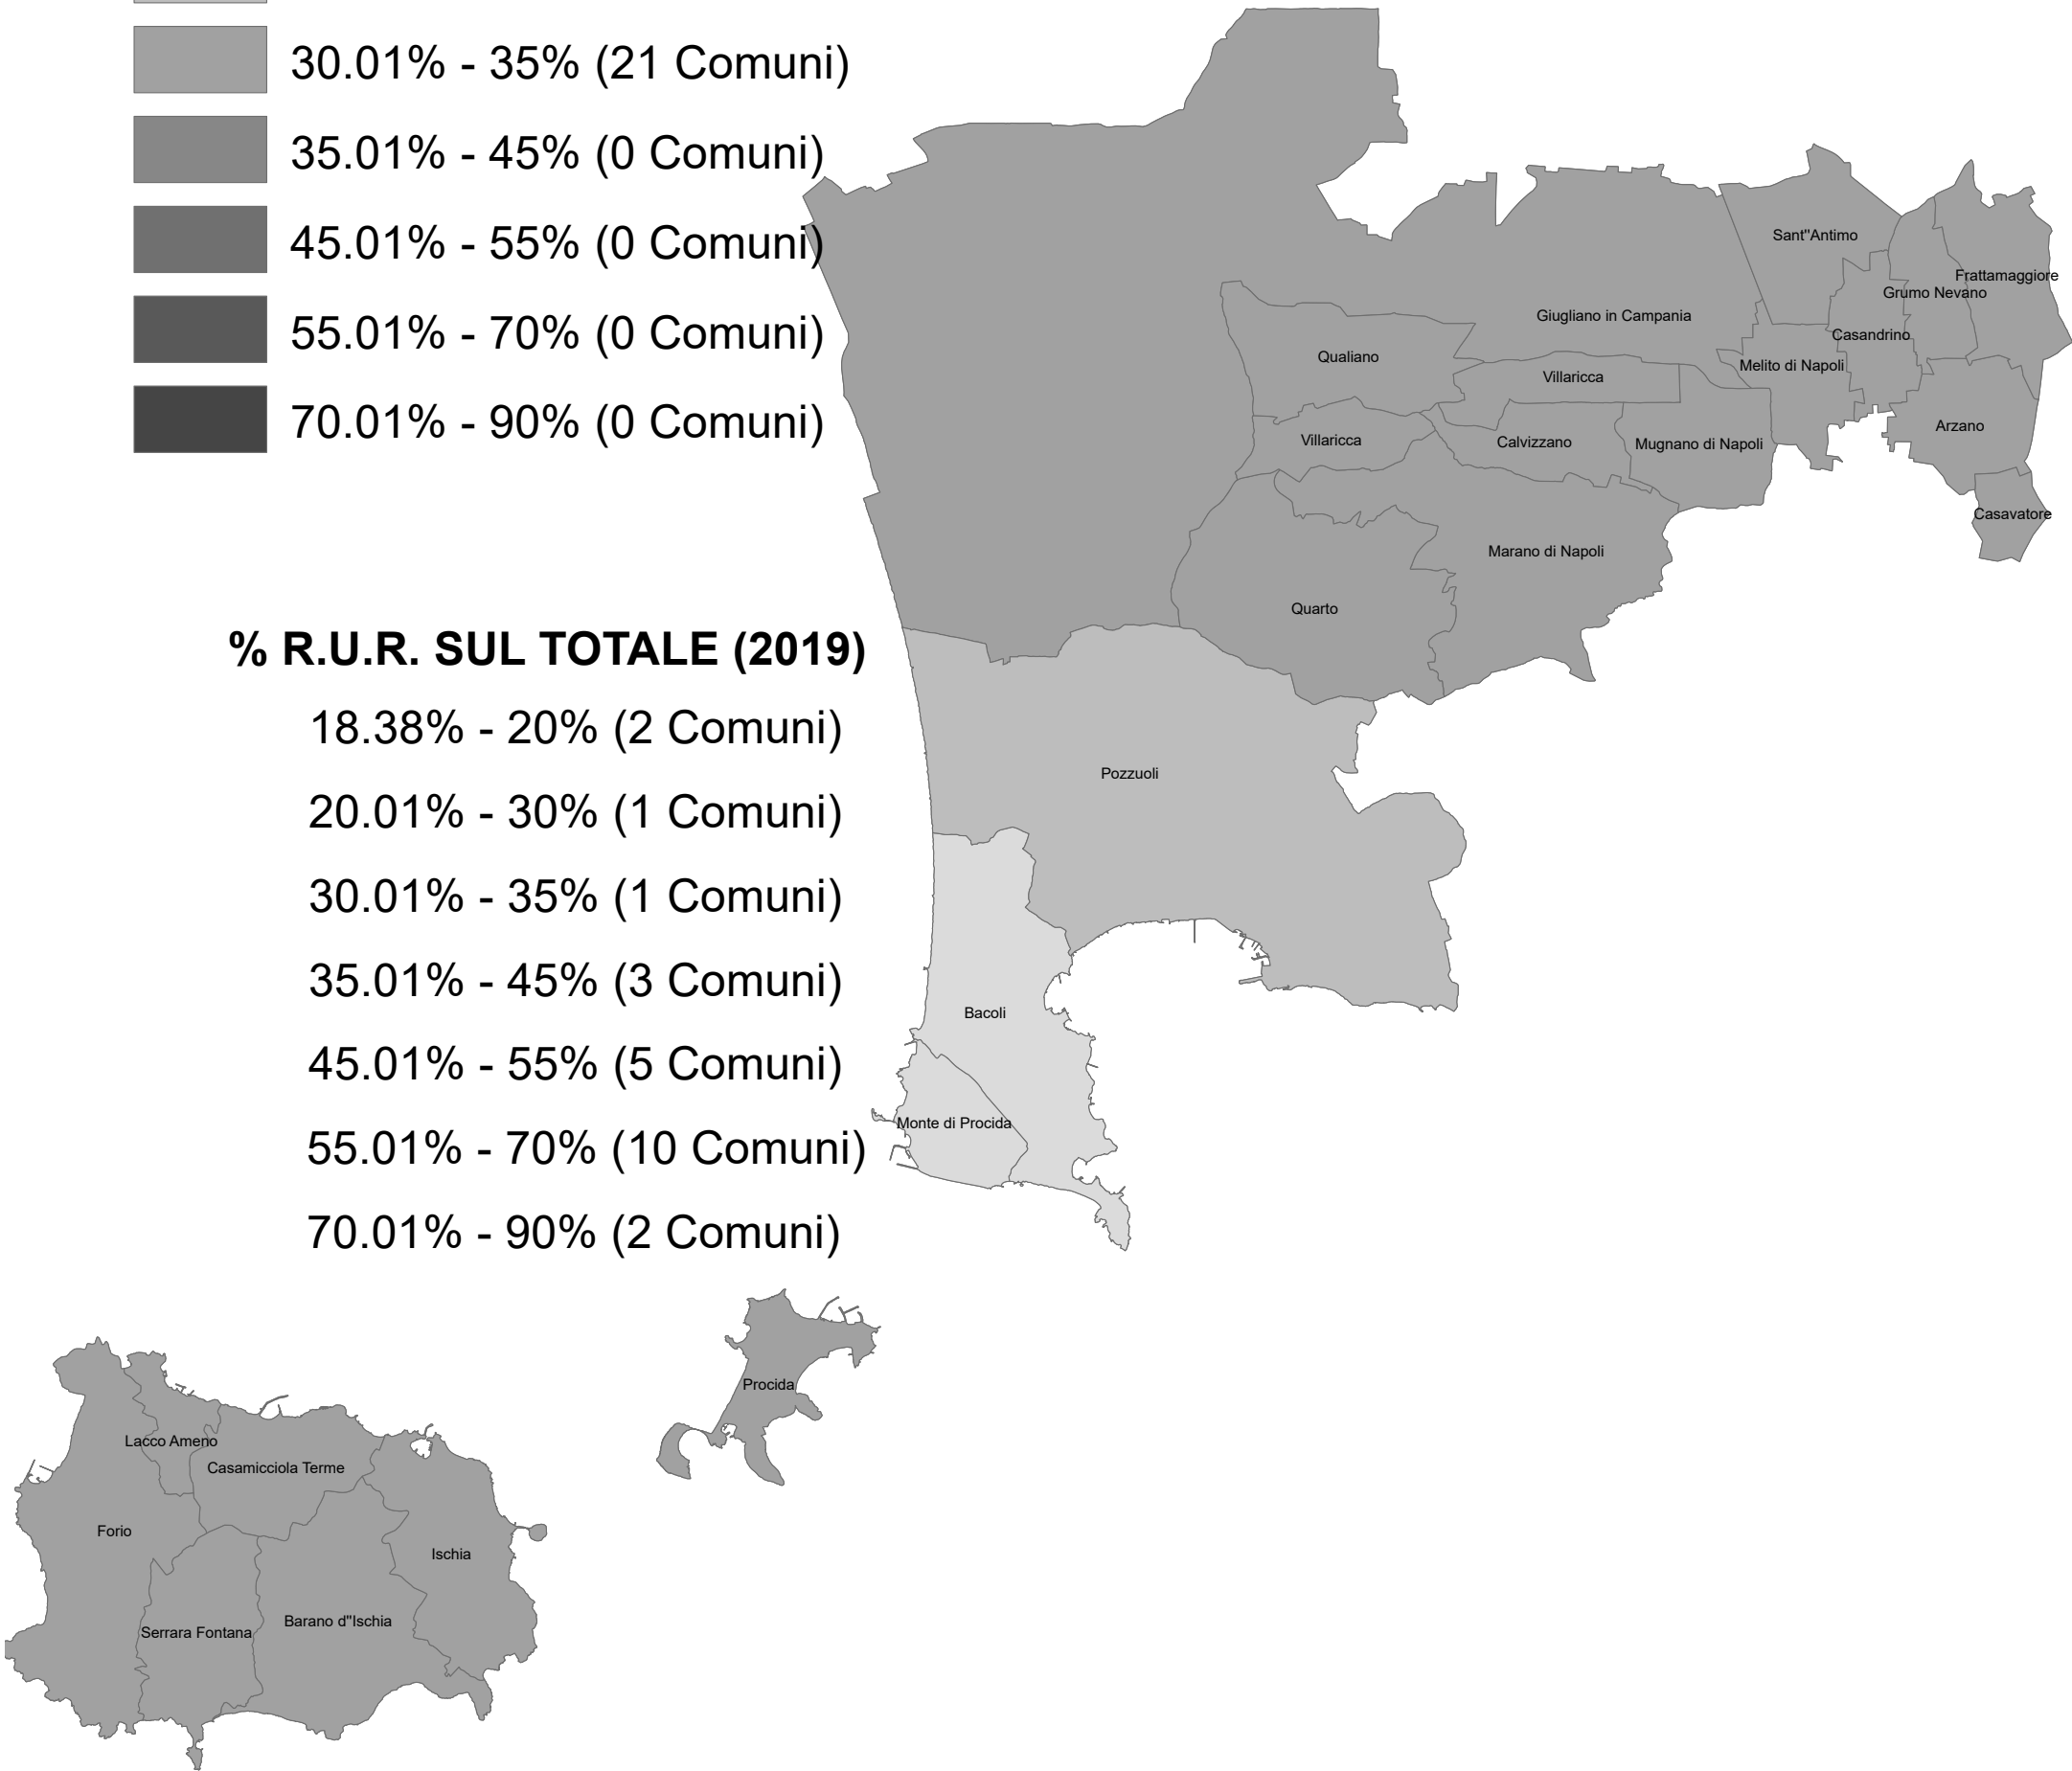 30.01% - 35% (21 Comuni)
35.01% - 45% (0 Comuni)
45.01% - 55% (0 Comuni)
55.01% - 70% (0 Comuni)
70.01% - 90% (0 Comuni)
% R.U.R. SUL TOTALE (2019)
18.38% - 20% (2 Comuni)
20.01% - 30% (1 Comuni)
30.01% - 35% (1 Comuni)
35.01% - 45% (3 Comuni)
45.01% - 55% (5 Comuni)
55.01% - 70% (10 Comuni)
70.01% - 90% (2 Comuni)
Sant"Antimo
Frattamaggiore
Grumo Nevano
Giugliano in Campania
Casandrino
Qualiano
Melito di Napoli
Villaricca
Arzano
Villaricca
Calvizzano
Mugnano di Napoli
Casavatore
Marano di Napoli
Quarto
Pozzuoli
Bacoli
Monte di Procida
Procida
Lacco Ameno
Casamicciola Terme
Forio
Ischia
Barano d"Ischia
Serrara Fontana